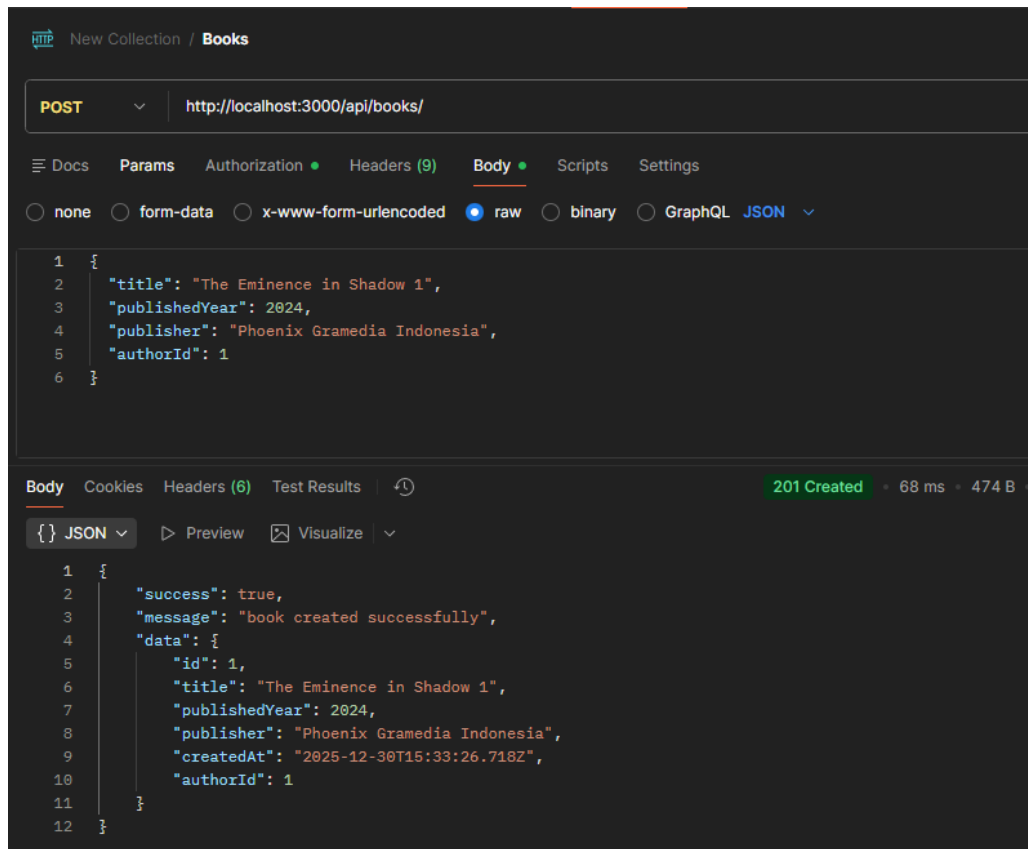 HTTP New Collection / Books
POST http://localhost:3000/api/books/
Docs Params Authorization Headers (9) Body Scripts Settings
none form-data x-www-form-urlencoded raw binary GraphQL JSON
1 {
2 "title": "The Eminence in Shadow 1",
3 "publishedYear": 2024,
4 "publisher": "Phoenix Gramedia Indonesia",
5 "authorId": 1
6 }
Body Cookies Headers (6) Test Results 201 Created • 68 ms • 474 B
{} JSON Preview Visualize
1 {
2 "success": true,
3 "message": "book created successfully",
4 "data": {
5 "id": 1,
6 "title": "The Eminence in Shadow 1",
7 "publishedYear": 2024,
8 "publisher": "Phoenix Gramedia Indonesia",
9 "createdAt": "2025-12-30T15:33:26.718Z",
10 "authorId": 1
11 }
12 }